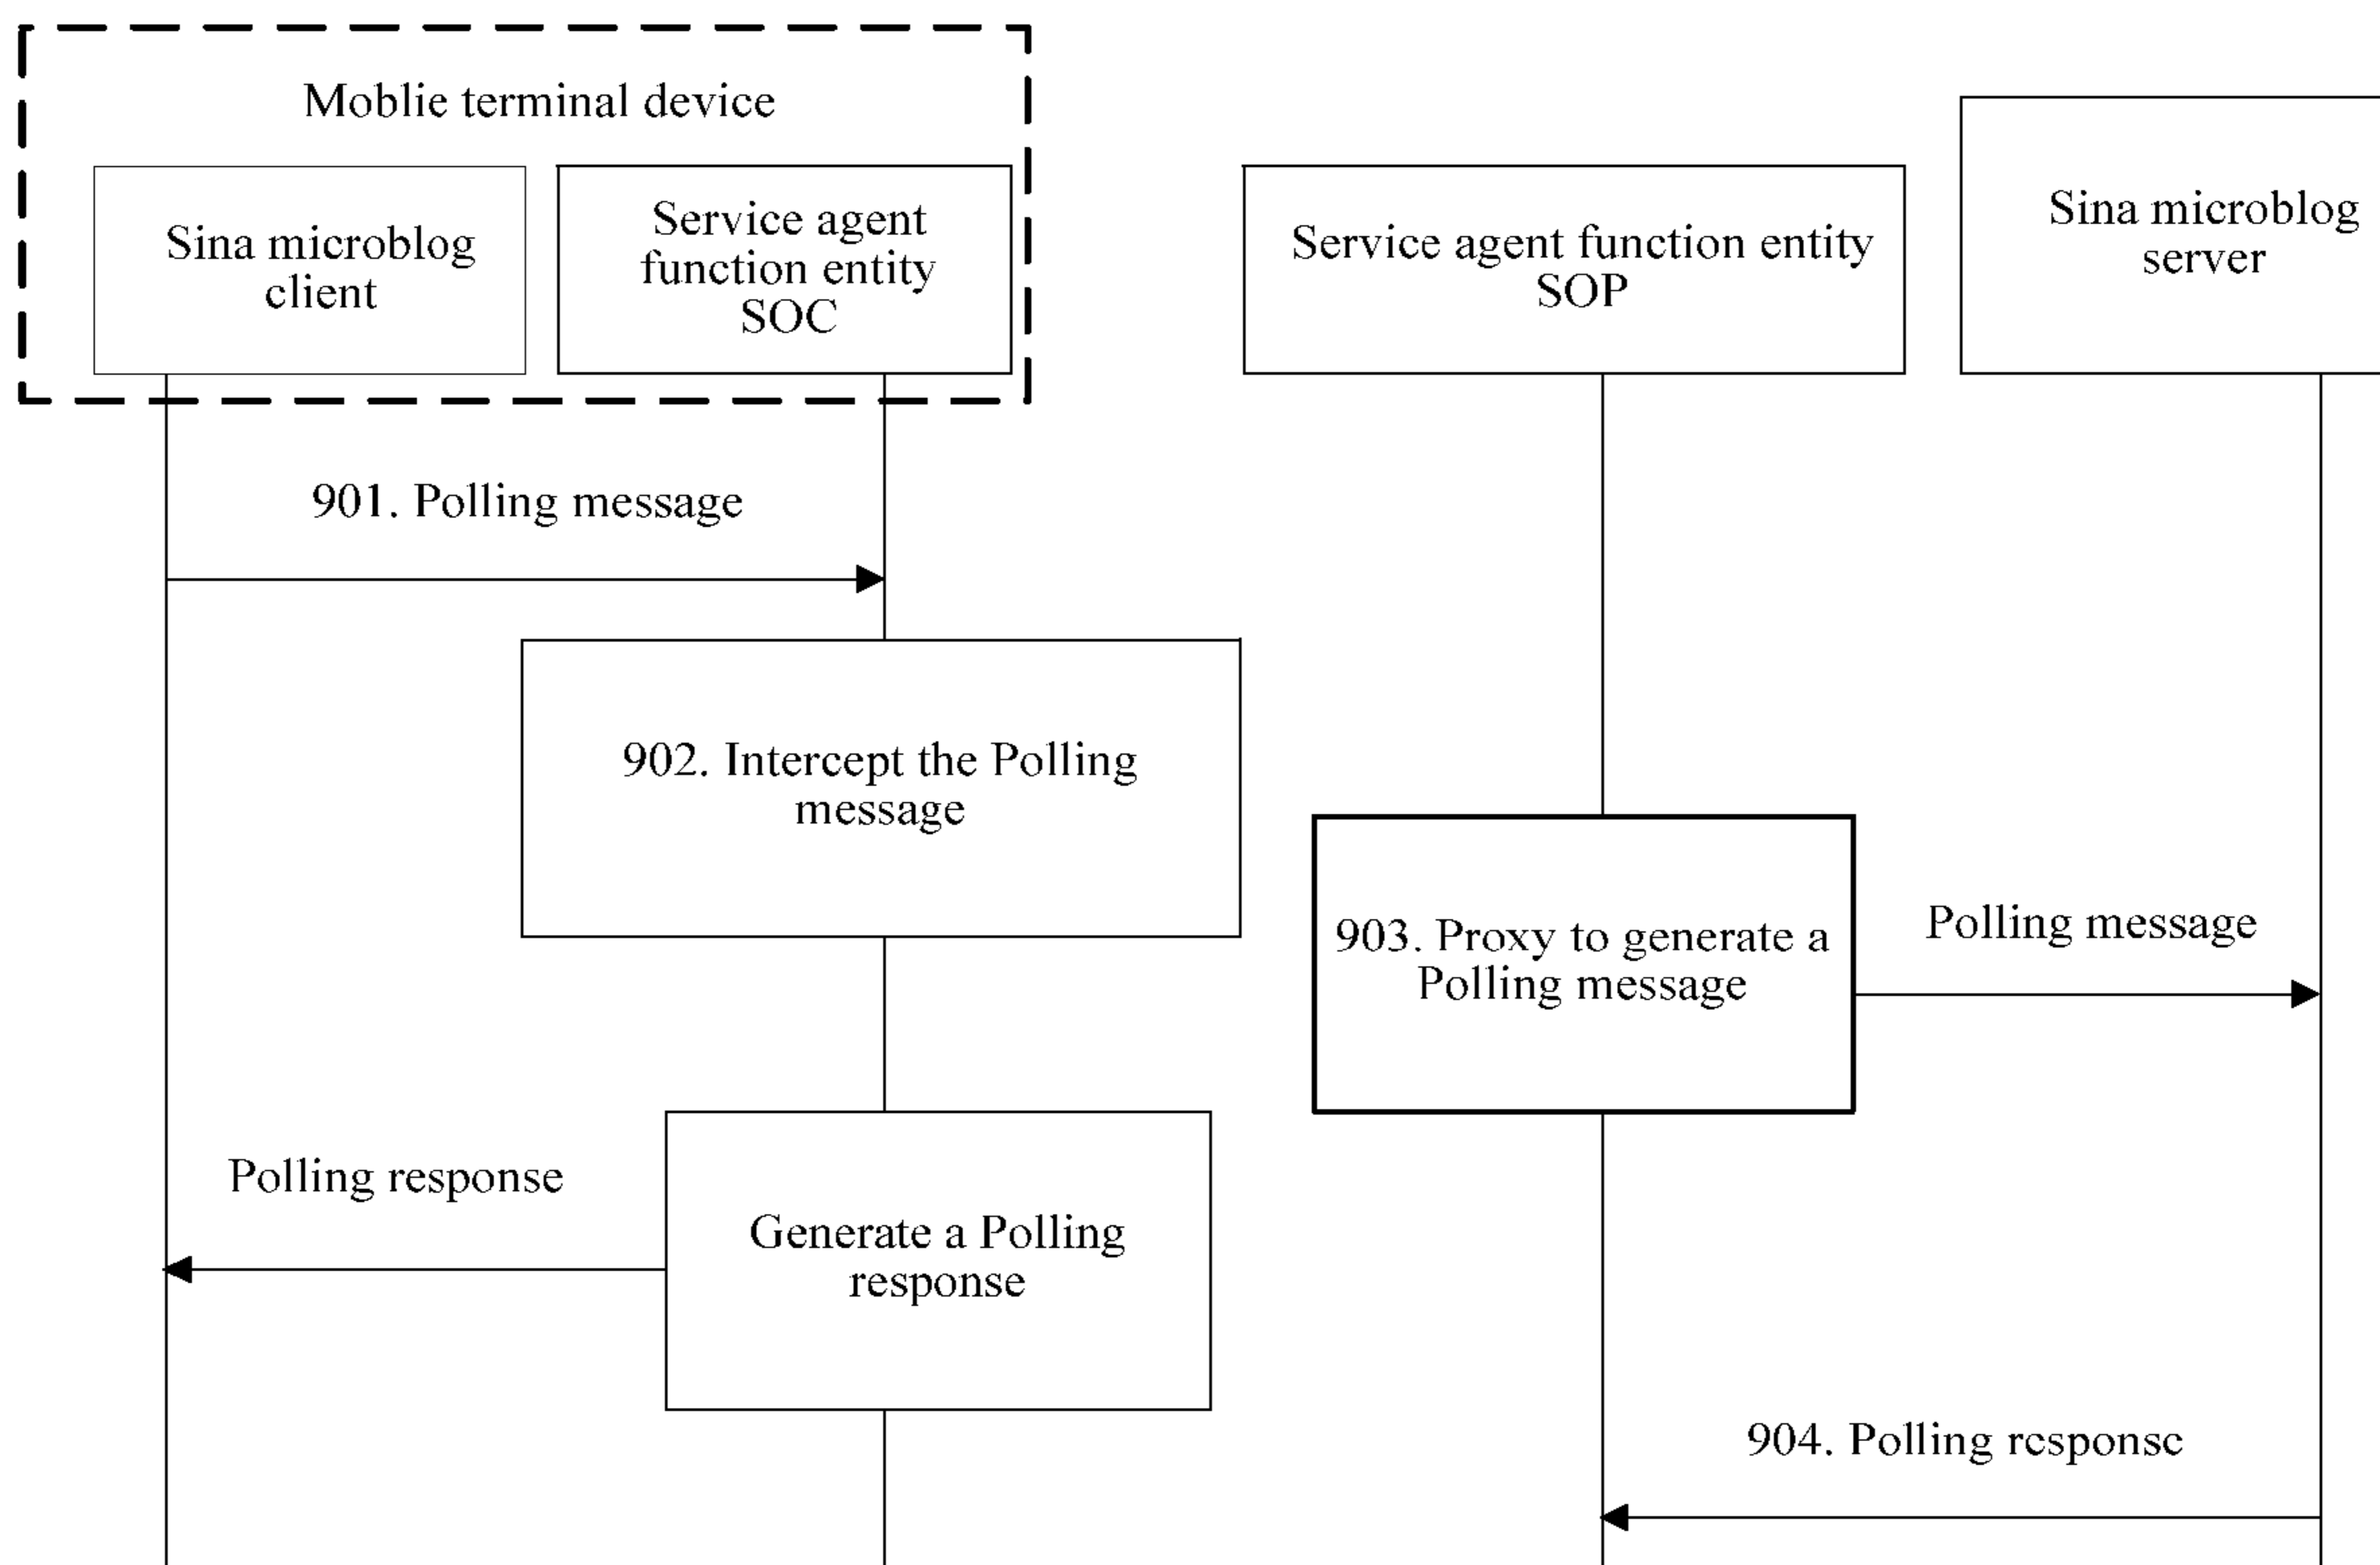 Moblie terminal device
Sina microblog
client
Service agent
function entity
SOC
Service agent function entity
SOP
Sina microblog
server
901. Polling message
902. Intercept the Polling
message
903. Proxy to generate a
Polling message
Polling message
Polling response
Generate a Polling
response
904. Polling response